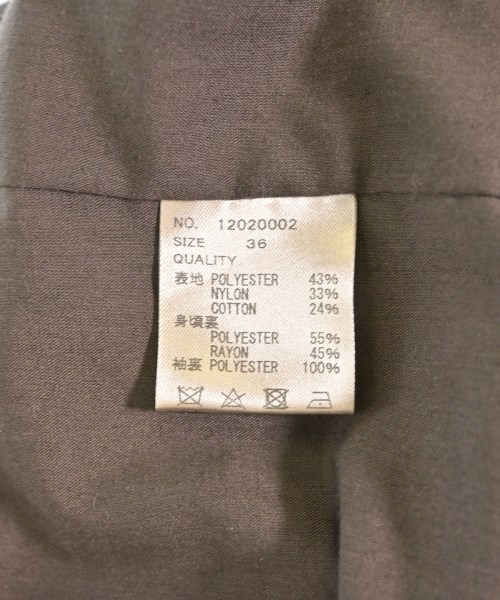 NO. 12020002
SIZE 36
QUALITY
表地 POLYESTER 43%
NYLON 33%
COTTON 24%
身頃裏
POLYESTER 55%
RAYON 45%
袖裏 POLYESTER 100%